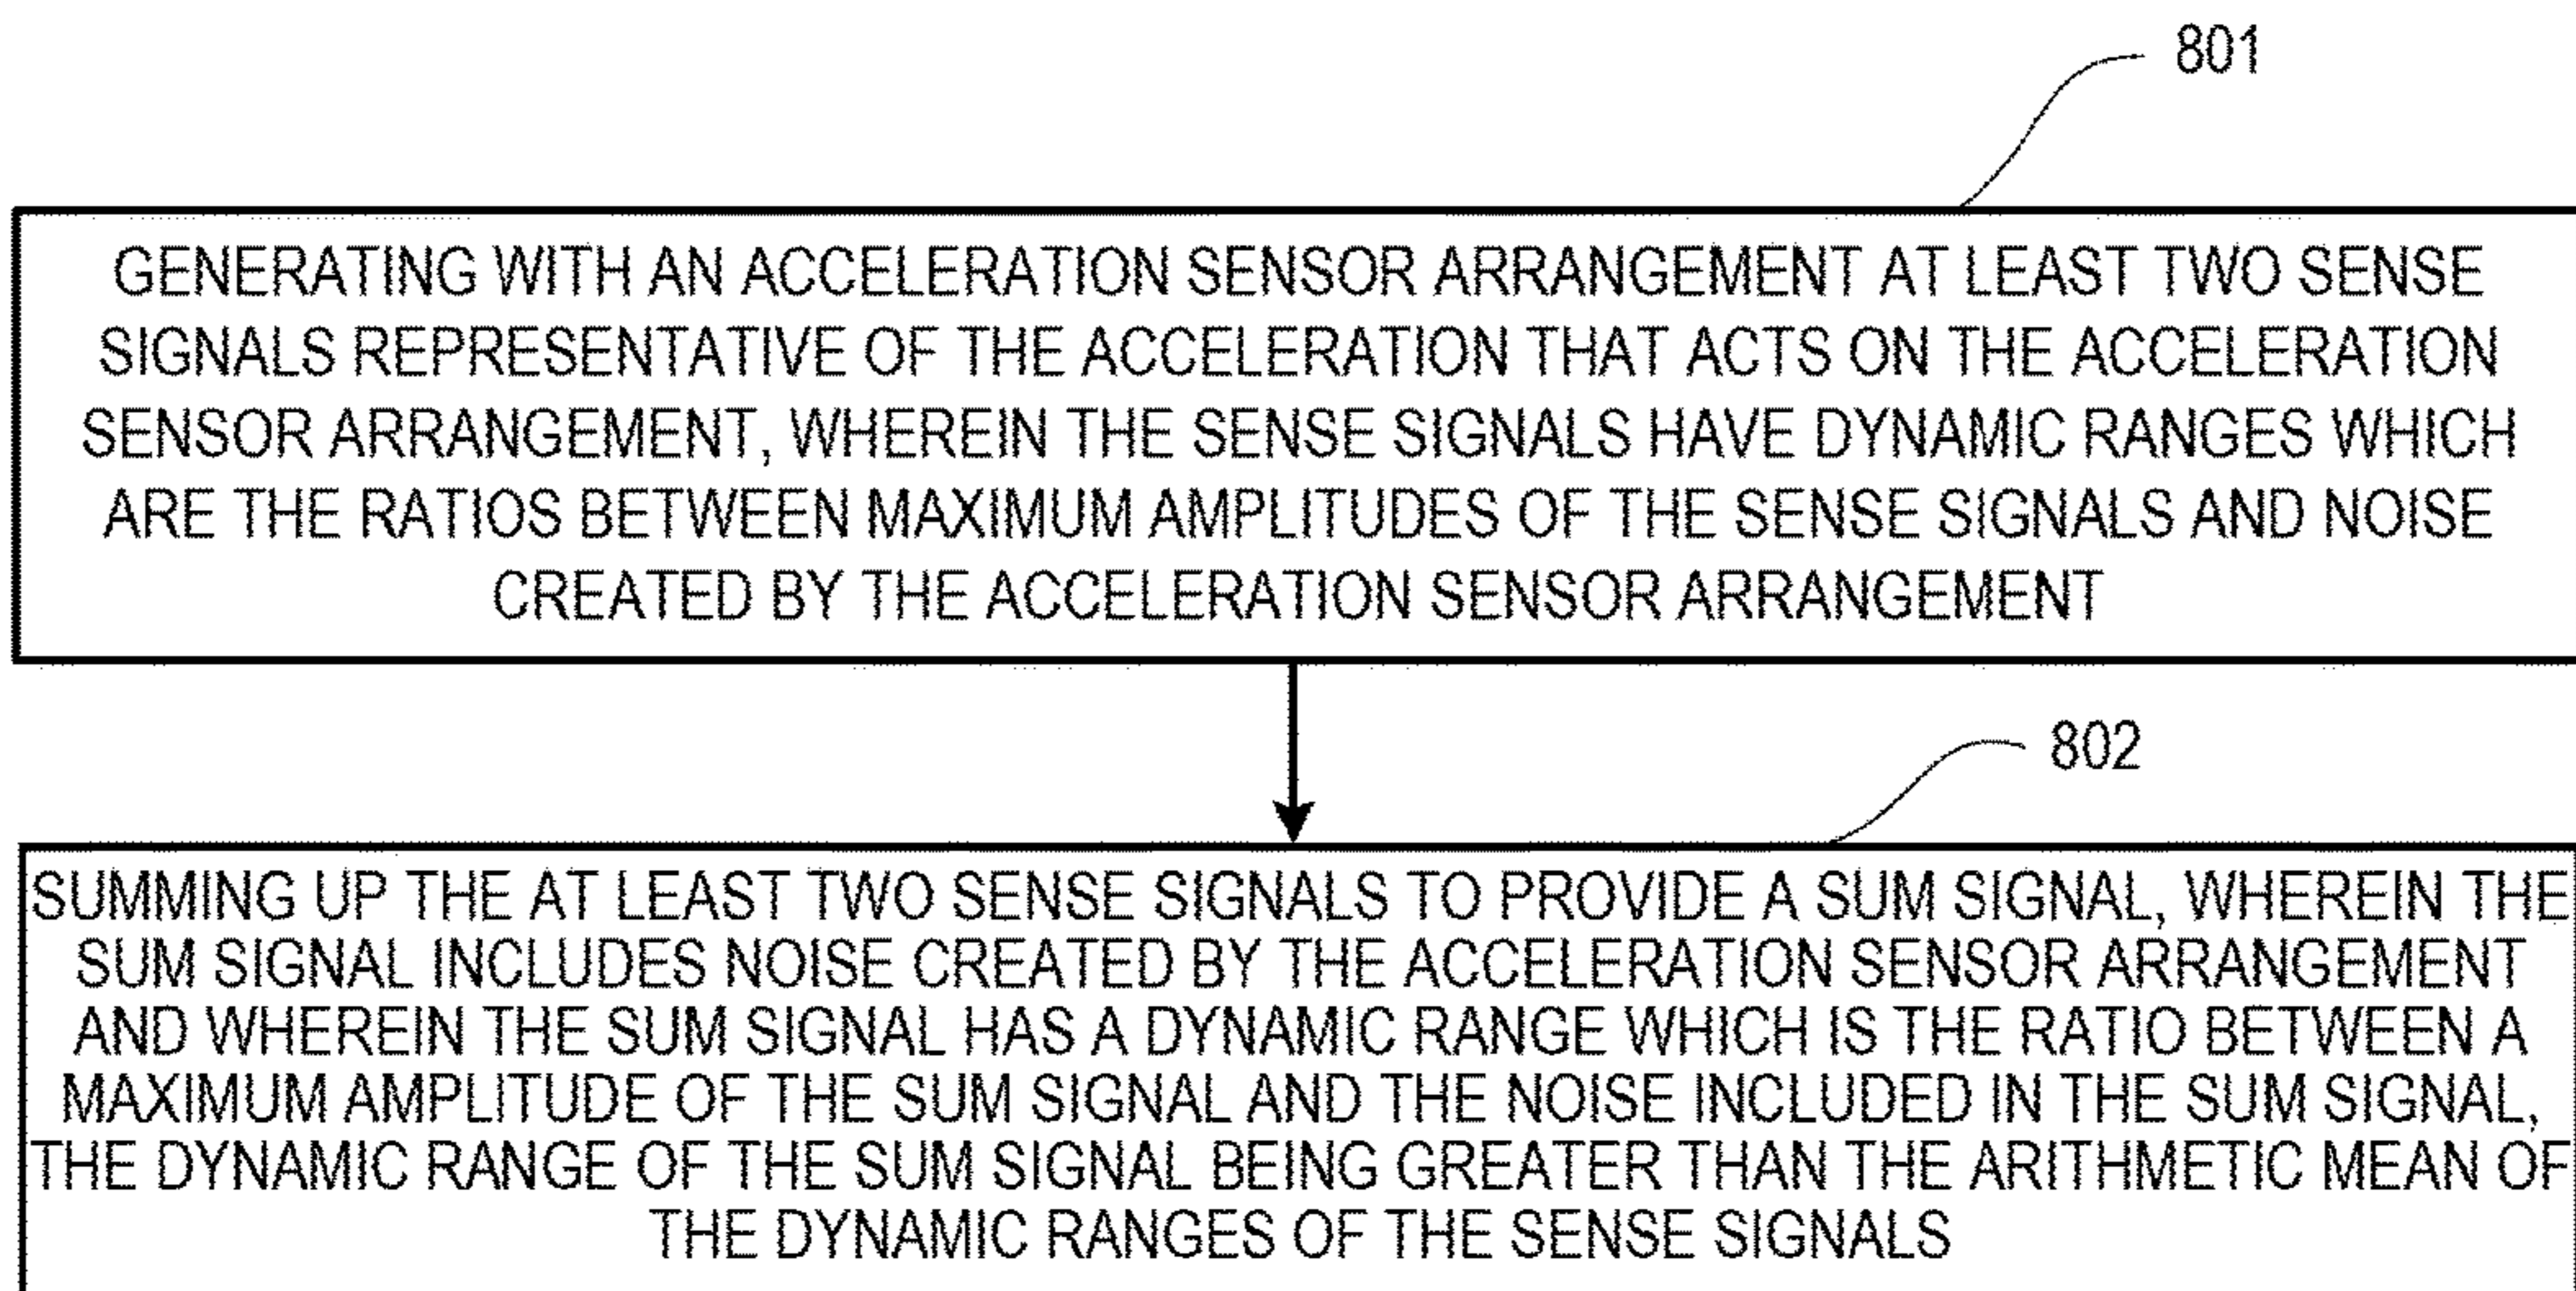 801
GENERATING WITH AN ACCELERATION SENSOR ARRANGEMENT AT LEAST TWO SENSE
SIGNALS REPRESENTATIVE OF THE ACCELERATION THAT ACTS ON THE ACCELERATION
SENSOR ARRANGEMENT, WHEREIN THE SENSE SIGNALS HAVE DYNAMIC RANGES WHICH
ARE THE RATIOS BETWEEN MAXIMUM AMPLITUDES OF THE SENSE SIGNALS AND NOISE
CREATED BY THE ACCELERATION SENSOR ARRANGEMENT
802
SUMMING UP THE AT LEAST TWO SENSE SIGNALS TO PROVIDE A SUM SIGNAL, WHEREIN THE
SUM SIGNAL INCLUDES NOISE CREATED BY THE ACCELERATION SENSOR ARRANGEMENT
AND WHEREIN THE SUM SIGNAL HAS A DYNAMIC RANGE WHICH IS THE RATIO BETWEEN A
MAXIMUM AMPLITUDE OF THE SUM SIGNAL AND THE NOISE INCLUDED IN THE SUM SIGNAL,
THE DYNAMIC RANGE OF THE SUM SIGNAL BEING GREATER THAN THE ARITHMETIC MEAN OF
THE DYNAMIC RANGES OF THE SENSE SIGNALS